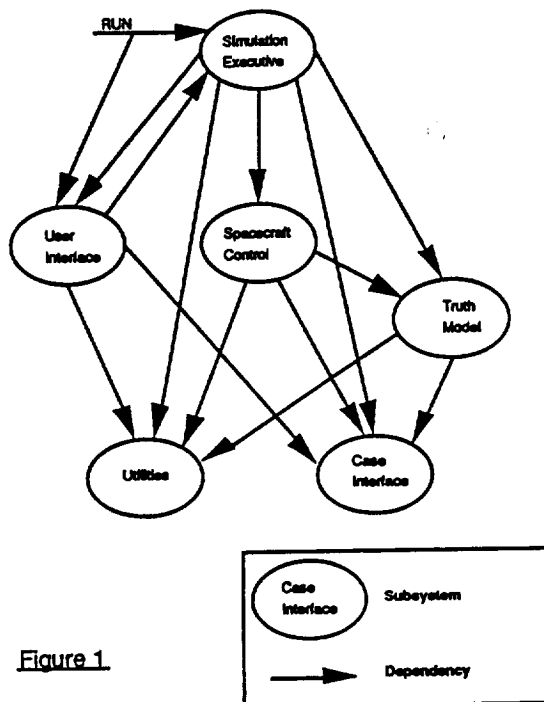 RUN
Simulation
Executive
User
Interface
Spacecraft
Control
Truth
Model
Utilities
Case
Interface
Case
Interface
Subsystem
Figure 1
Dependency